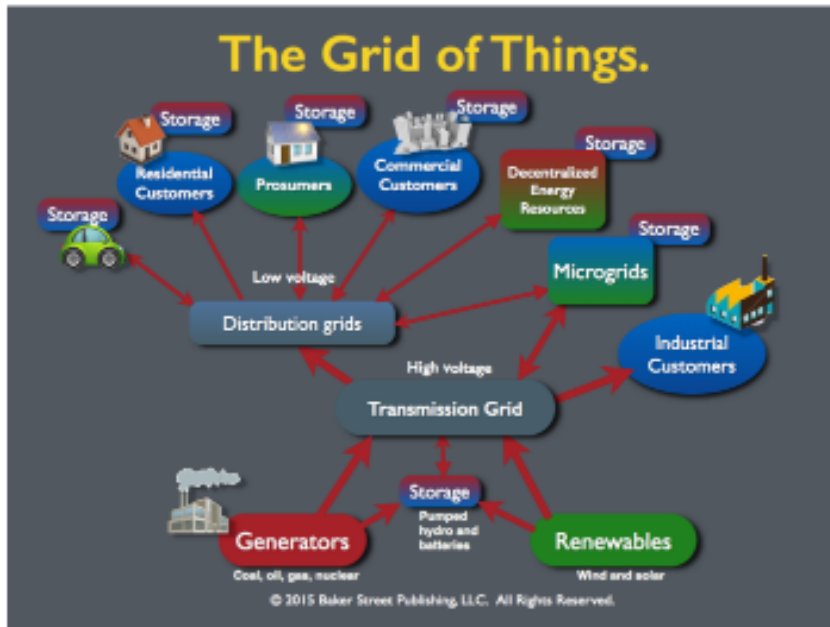 The Grid of Things.
Storage
Storage
Storage
Residential
Customers
Prosumers
Commercial
Customers
Storage
Decentralized
Energy
Resources
Storage
Storage
Microgrids
Low voltage
Distribution grids
Industrial
Customers
High voltage
Transmission Grid
Storage
Pumped
hydro and
batteries
Generators
Coal, oil, gas, nuclear
Renewables
Wind and solar
© 2015 Baker Street Publishing, LLC. All Rights Reserved.